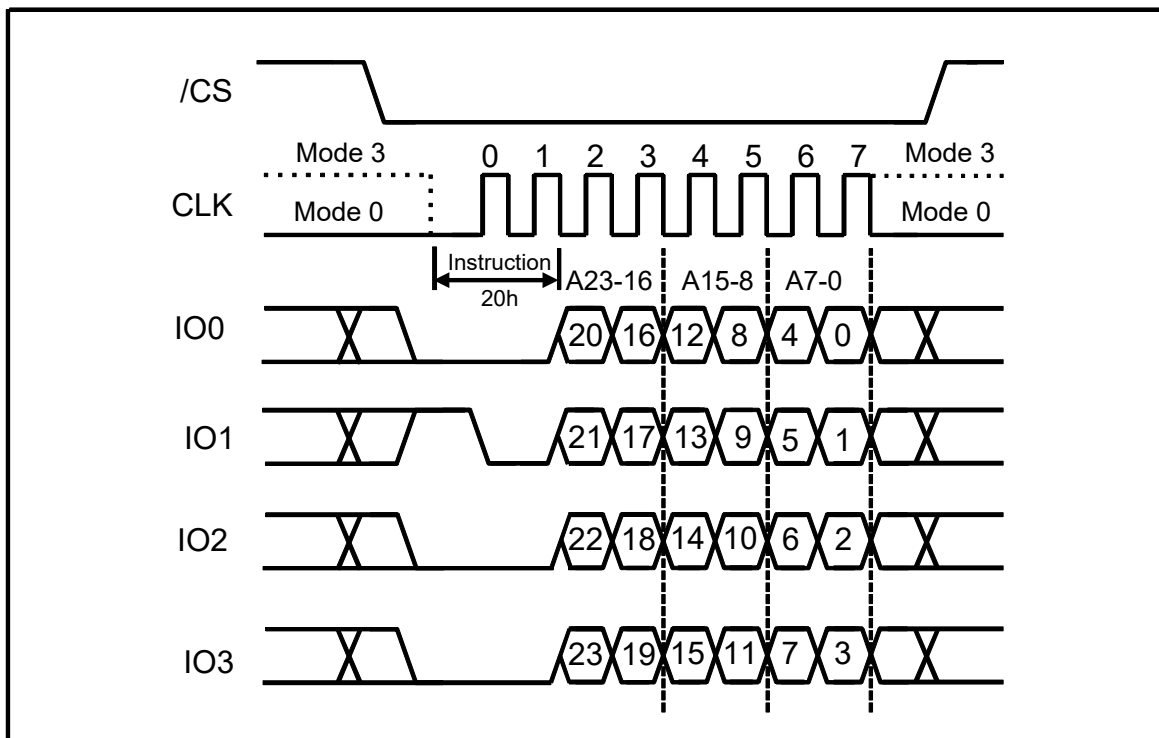 /CS
Mode 3 0 1 2 3 4 5 6 7 Mode 3
CLK Mode 0 Mode 0
Instruction A23-16 A15-8 A7-0
20h
IO0 20 16 12 8 4 0
IO1 21 17 13 9 5 1
IO2 22 18 14 10 6 2
IO3 23 19 15 11 7 3